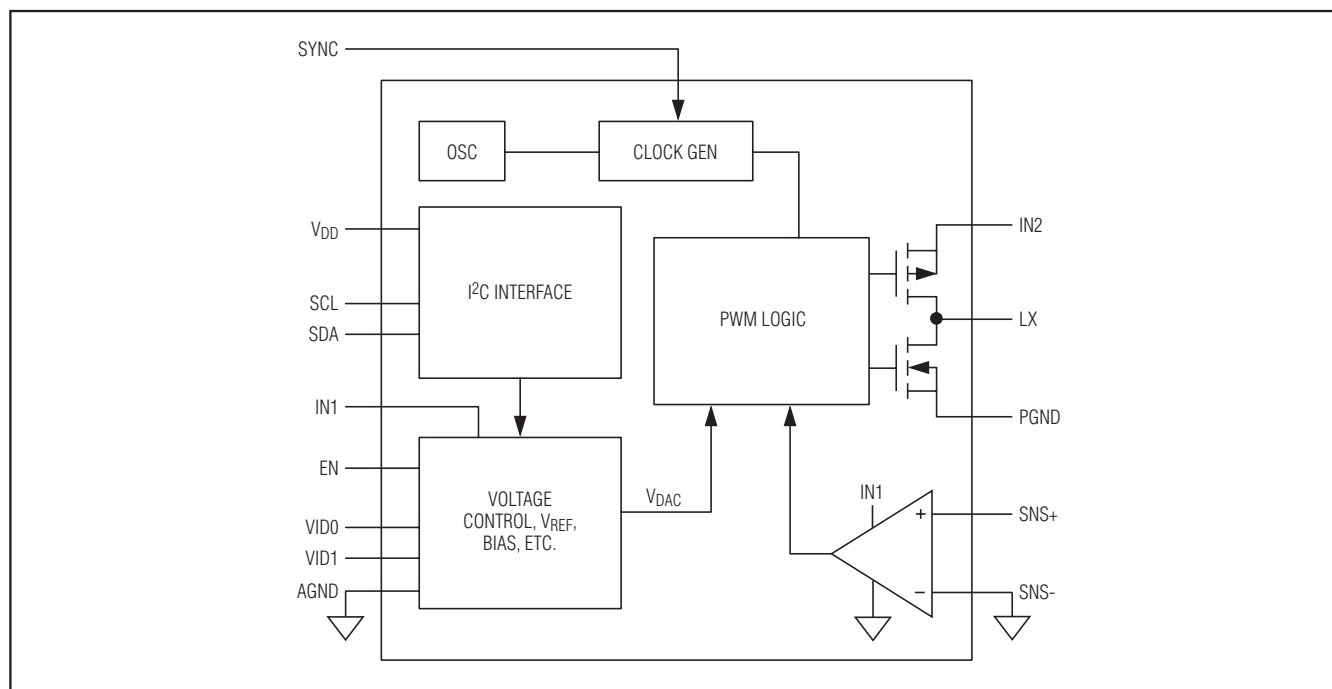 SYNC
OSC
CLOCK GEN
VDD
SCL
SDA
I2C INTERFACE
PWM LOGIC
IN2
LX
PGND
IN1
EN
VID0
VID1
AGND
VOLTAGE
CONTROL, VREF,
BIAS, ETC.
VDAC
IN1
+
−
SNS+
SNS-